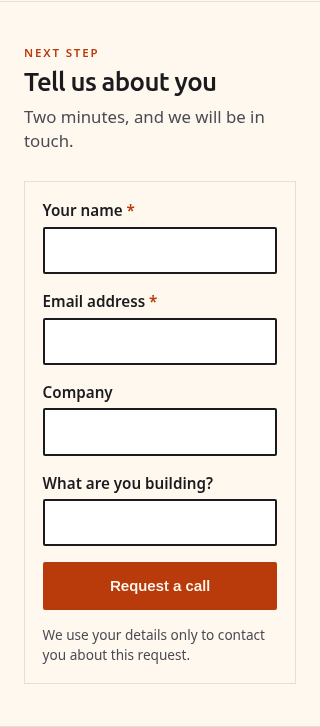 NEXT STEP
Tell us about you
Two minutes, and we will be in
touch.
Your name *
Email address *
Company
What are you building?
Request a call
We use your details only to contact
you about this request.